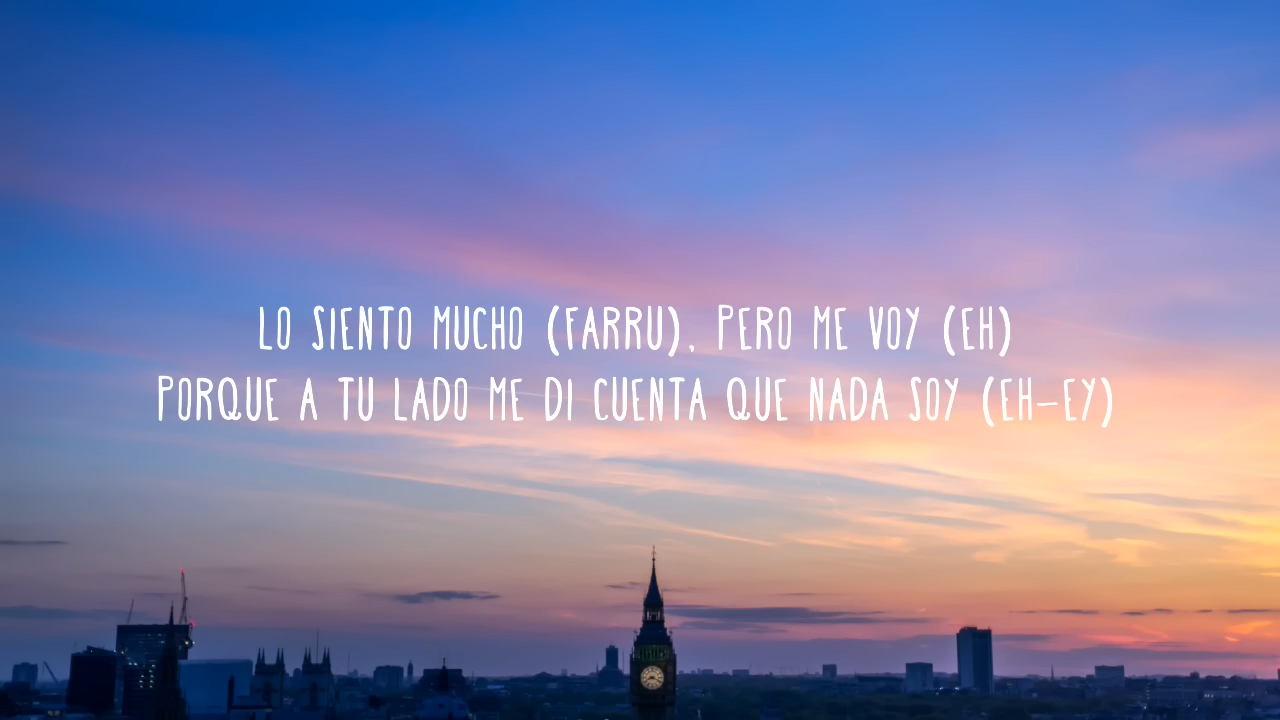 LO SIENTO MUCHO (FARRU), PERO ME VOY (EH)
PORQUE A TU LADO ME DI CUENTA QUE NADA SOY (EH-EY)